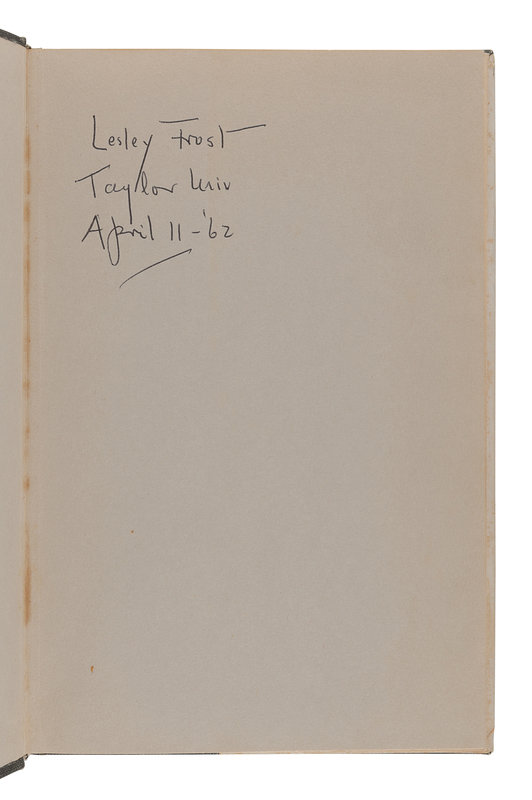 Lesley Frost
Taylor Univ
April 11-'62